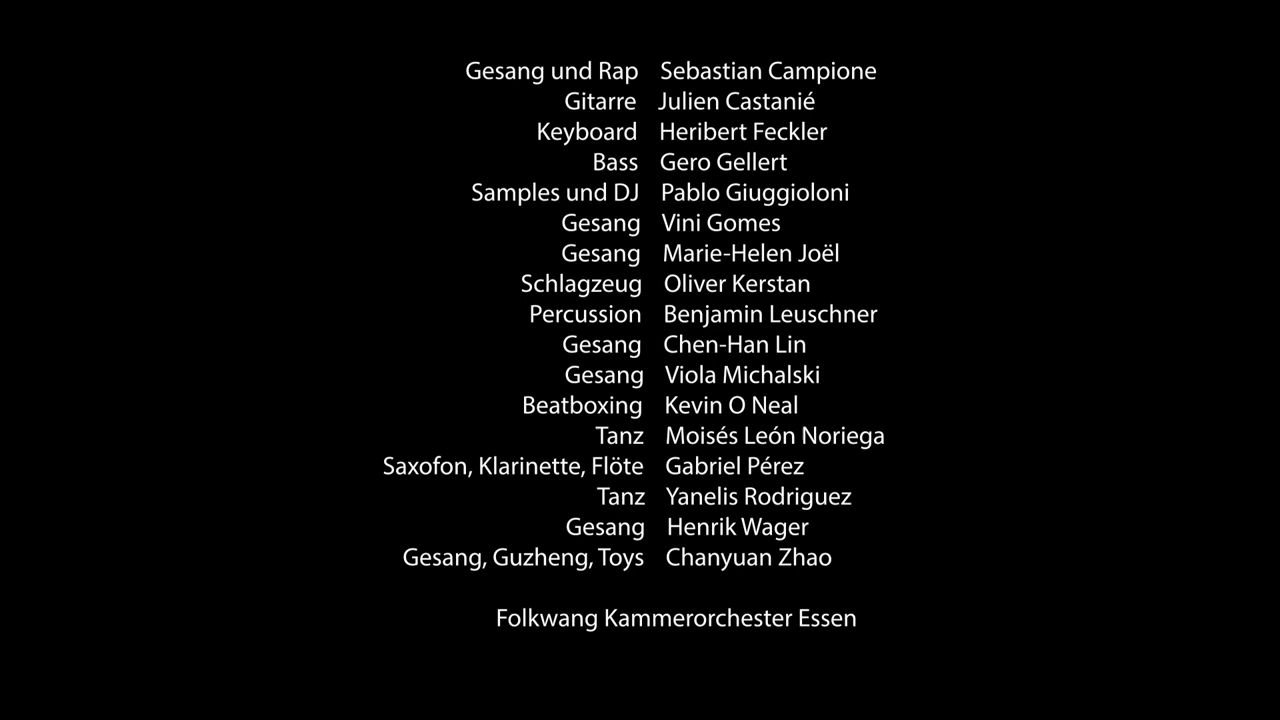 Gesang und Rap Sebastian Campione
Gitarre Julien Castanié
Keyboard Heribert Feckler
Bass Gero Gellert
Samples und DJ Pablo Giuggioloni
Gesang Vini Gomes
Gesang Marie-Helen Joël
Schlagzeug Oliver Kerstan
Percussion Benjamin Leuschner
Gesang Chen-Han Lin
Gesang Viola Michalski
Beatboxing Kevin O Neal
Tanz Moisés León Noriega
Saxofon, Klarinette, Flöte Gabriel Pérez
Tanz Yanelis Rodriguez
Gesang Henrik Wager
Gesang, Guzheng, Toys Chanyuan Zhao
Folkwang Kammerorchester Essen